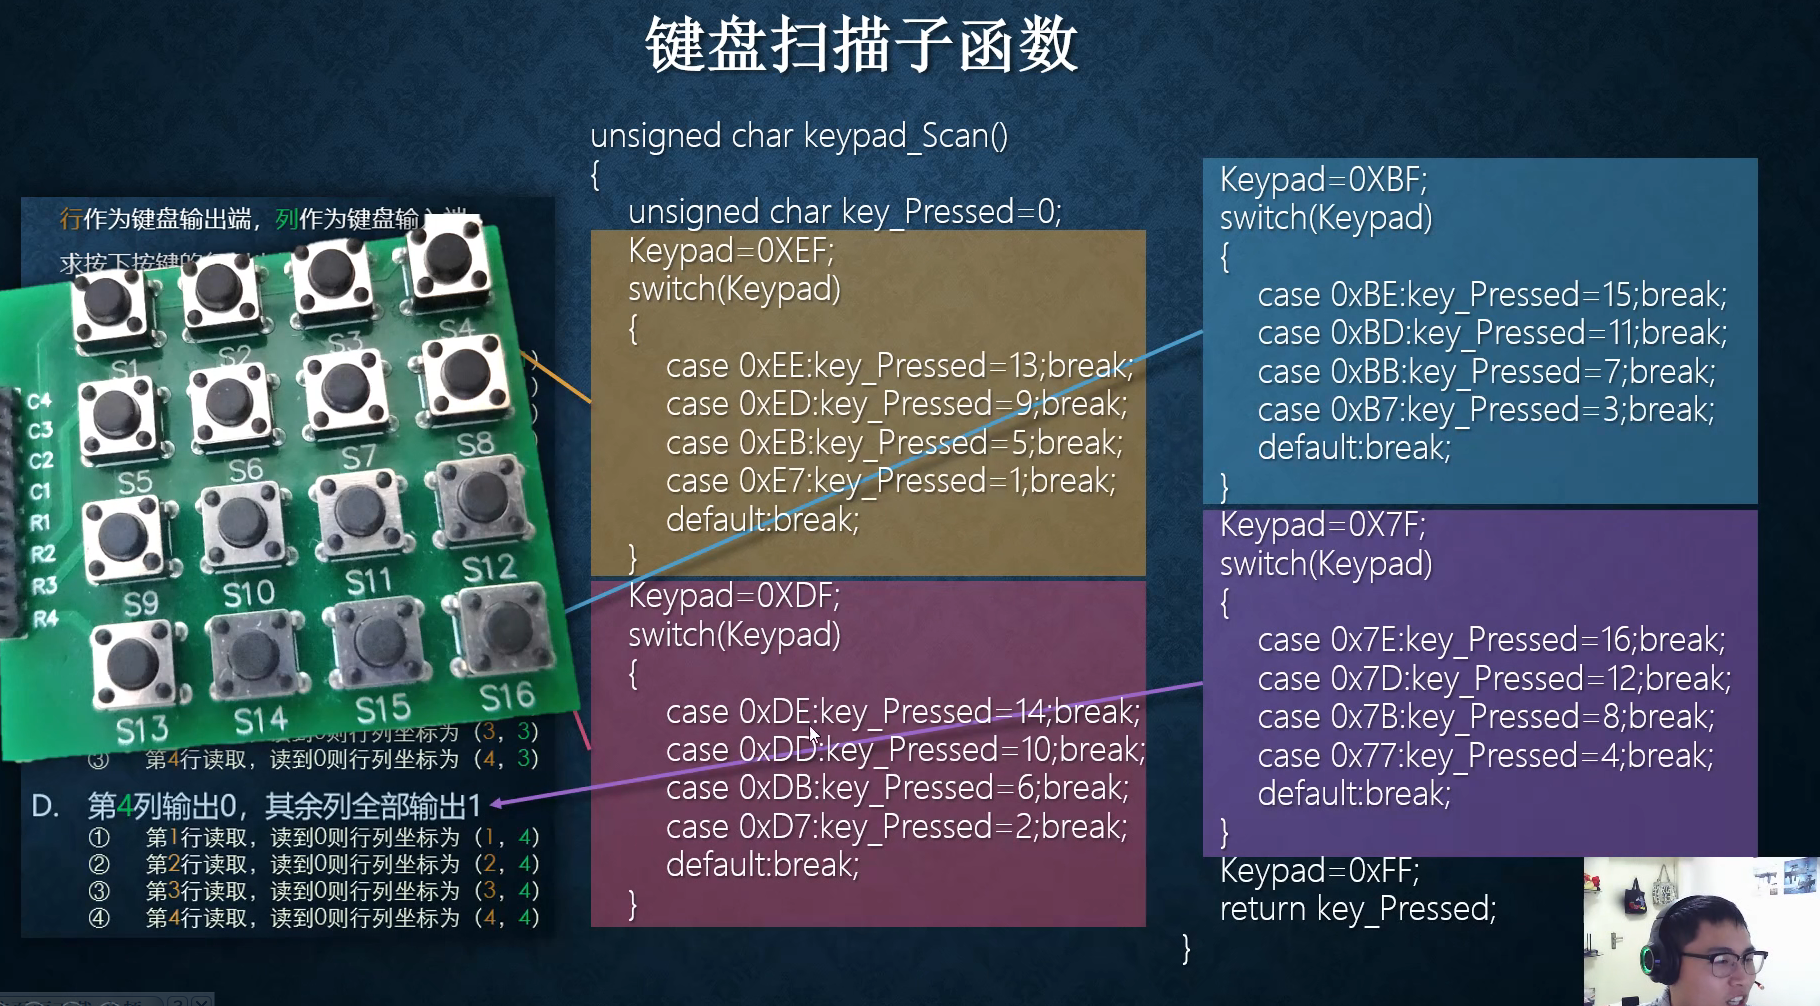 键盘扫描子函数
行作为键盘输出端，列作为键盘输
求按下按键的
S1
S2
S3
S4
S5
S6
S7
S8
S9
S10
S11
S12
S13
S14
S15
S16
C4
C3
C2
C1
R1
R2
R3
R4
读到0则行列坐标为（3，3）
③ 第4行读取，读到0则行列坐标为（4，3）
D. 第4列输出0，其余列全部输出1
① 第1行读取，读到0则行列坐标为（1，4）
② 第2行读取，读到0则行列坐标为（2，4）
③ 第3行读取，读到0则行列坐标为（3，4）
④ 第4行读取，读到0则行列坐标为（4，4）
unsigned char keypad_Scan()
{
unsigned char key_Pressed=0;
Keypad=0XEF;
switch(Keypad)
{
case 0xEE:key_Pressed=13;break;
case 0xED:key_Pressed=9;break;
case 0xEB:key_Pressed=5;break;
case 0xE7:key_Pressed=1;break;
default:break;
}
Keypad=0XDF;
switch(Keypad)
{
case 0xDE:key_Pressed=14;break;
case 0xDD:key_Pressed=10;break;
case 0xDB:key_Pressed=6;break;
case 0xD7:key_Pressed=2;break;
default:break;
}
Keypad=0XBF;
switch(Keypad)
{
case 0xBE:key_Pressed=15;break;
case 0xBD:key_Pressed=11;break;
case 0xBB:key_Pressed=7;break;
case 0xB7:key_Pressed=3;break;
default:break;
}
Keypad=0X7F;
switch(Keypad)
{
case 0x7E:key_Pressed=16;break;
case 0x7D:key_Pressed=12;break;
case 0x7B:key_Pressed=8;break;
case 0x77:key_Pressed=4;break;
default:break;
}
Keypad=0xFF;
return key_Pressed;
}